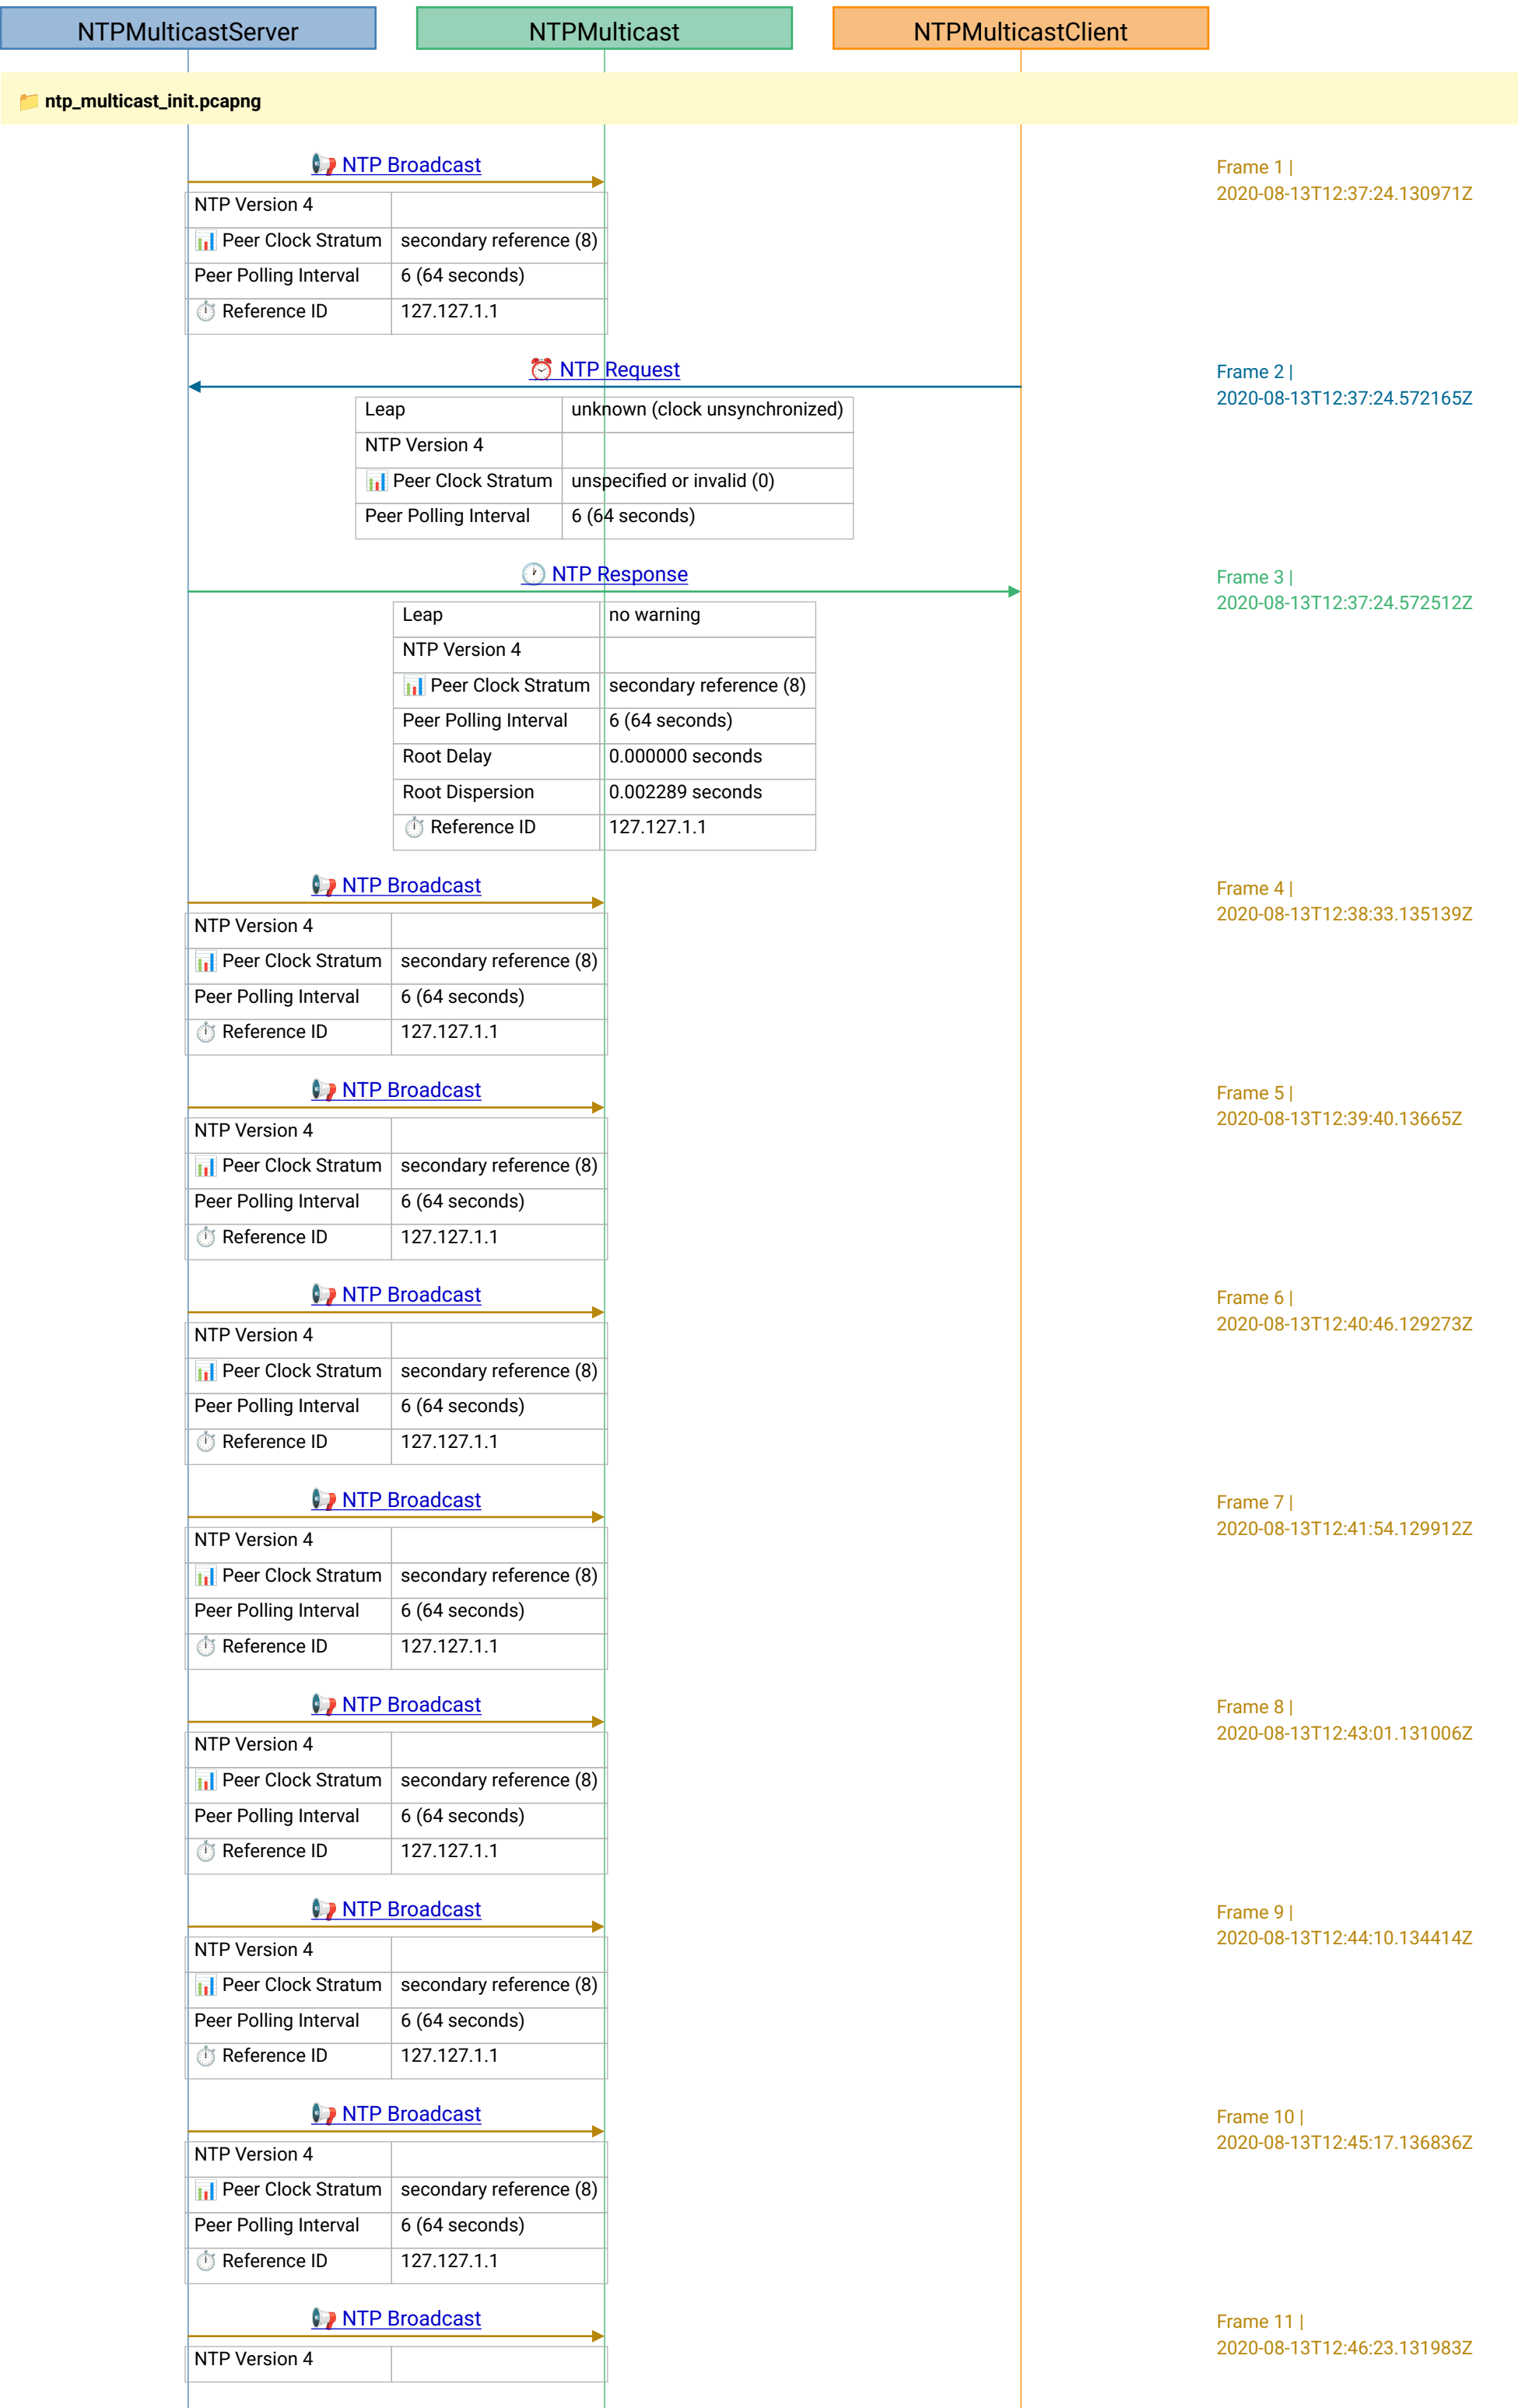 NTPMulticastServer NTPMulticast NTPMulticastClient
📁 ntp_multicast_init.pcapng
NTP Broadcast
Frame 1 |
2020-08-13T12:37:24.130971Z
NTP Version 4
Peer Clock Stratum secondary reference (8)
Peer Polling Interval 6 (64 seconds)
Reference ID 127.127.1.1
NTP Request
Frame 2 |
2020-08-13T12:37:24.572165Z
Leap unknown (clock unsynchronized)
NTP Version 4
Peer Clock Stratum unspecified or invalid (0)
Peer Polling Interval 6 (64 seconds)
NTP Response
Frame 3 |
2020-08-13T12:37:24.572512Z
Leap no warning
NTP Version 4
Peer Clock Stratum secondary reference (8)
Peer Polling Interval 6 (64 seconds)
Root Delay 0.000000 seconds
Root Dispersion 0.002289 seconds
Reference ID 127.127.1.1
NTP Broadcast
Frame 4 |
2020-08-13T12:38:33.135139Z
NTP Version 4
Peer Clock Stratum secondary reference (8)
Peer Polling Interval 6 (64 seconds)
Reference ID 127.127.1.1
NTP Broadcast
Frame 5 |
2020-08-13T12:39:40.13665Z
NTP Version 4
Peer Clock Stratum secondary reference (8)
Peer Polling Interval 6 (64 seconds)
Reference ID 127.127.1.1
NTP Broadcast
Frame 6 |
2020-08-13T12:40:46.129273Z
NTP Version 4
Peer Clock Stratum secondary reference (8)
Peer Polling Interval 6 (64 seconds)
Reference ID 127.127.1.1
NTP Broadcast
Frame 7 |
2020-08-13T12:41:54.129912Z
NTP Version 4
Peer Clock Stratum secondary reference (8)
Peer Polling Interval 6 (64 seconds)
Reference ID 127.127.1.1
NTP Broadcast
Frame 8 |
2020-08-13T12:43:01.131006Z
NTP Version 4
Peer Clock Stratum secondary reference (8)
Peer Polling Interval 6 (64 seconds)
Reference ID 127.127.1.1
NTP Broadcast
Frame 9 |
2020-08-13T12:44:10.134414Z
NTP Version 4
Peer Clock Stratum secondary reference (8)
Peer Polling Interval 6 (64 seconds)
Reference ID 127.127.1.1
NTP Broadcast
Frame 10 |
2020-08-13T12:45:17.136836Z
NTP Version 4
Peer Clock Stratum secondary reference (8)
Peer Polling Interval 6 (64 seconds)
Reference ID 127.127.1.1
NTP Broadcast
Frame 11 |
2020-08-13T12:46:23.131983Z
NTP Version 4